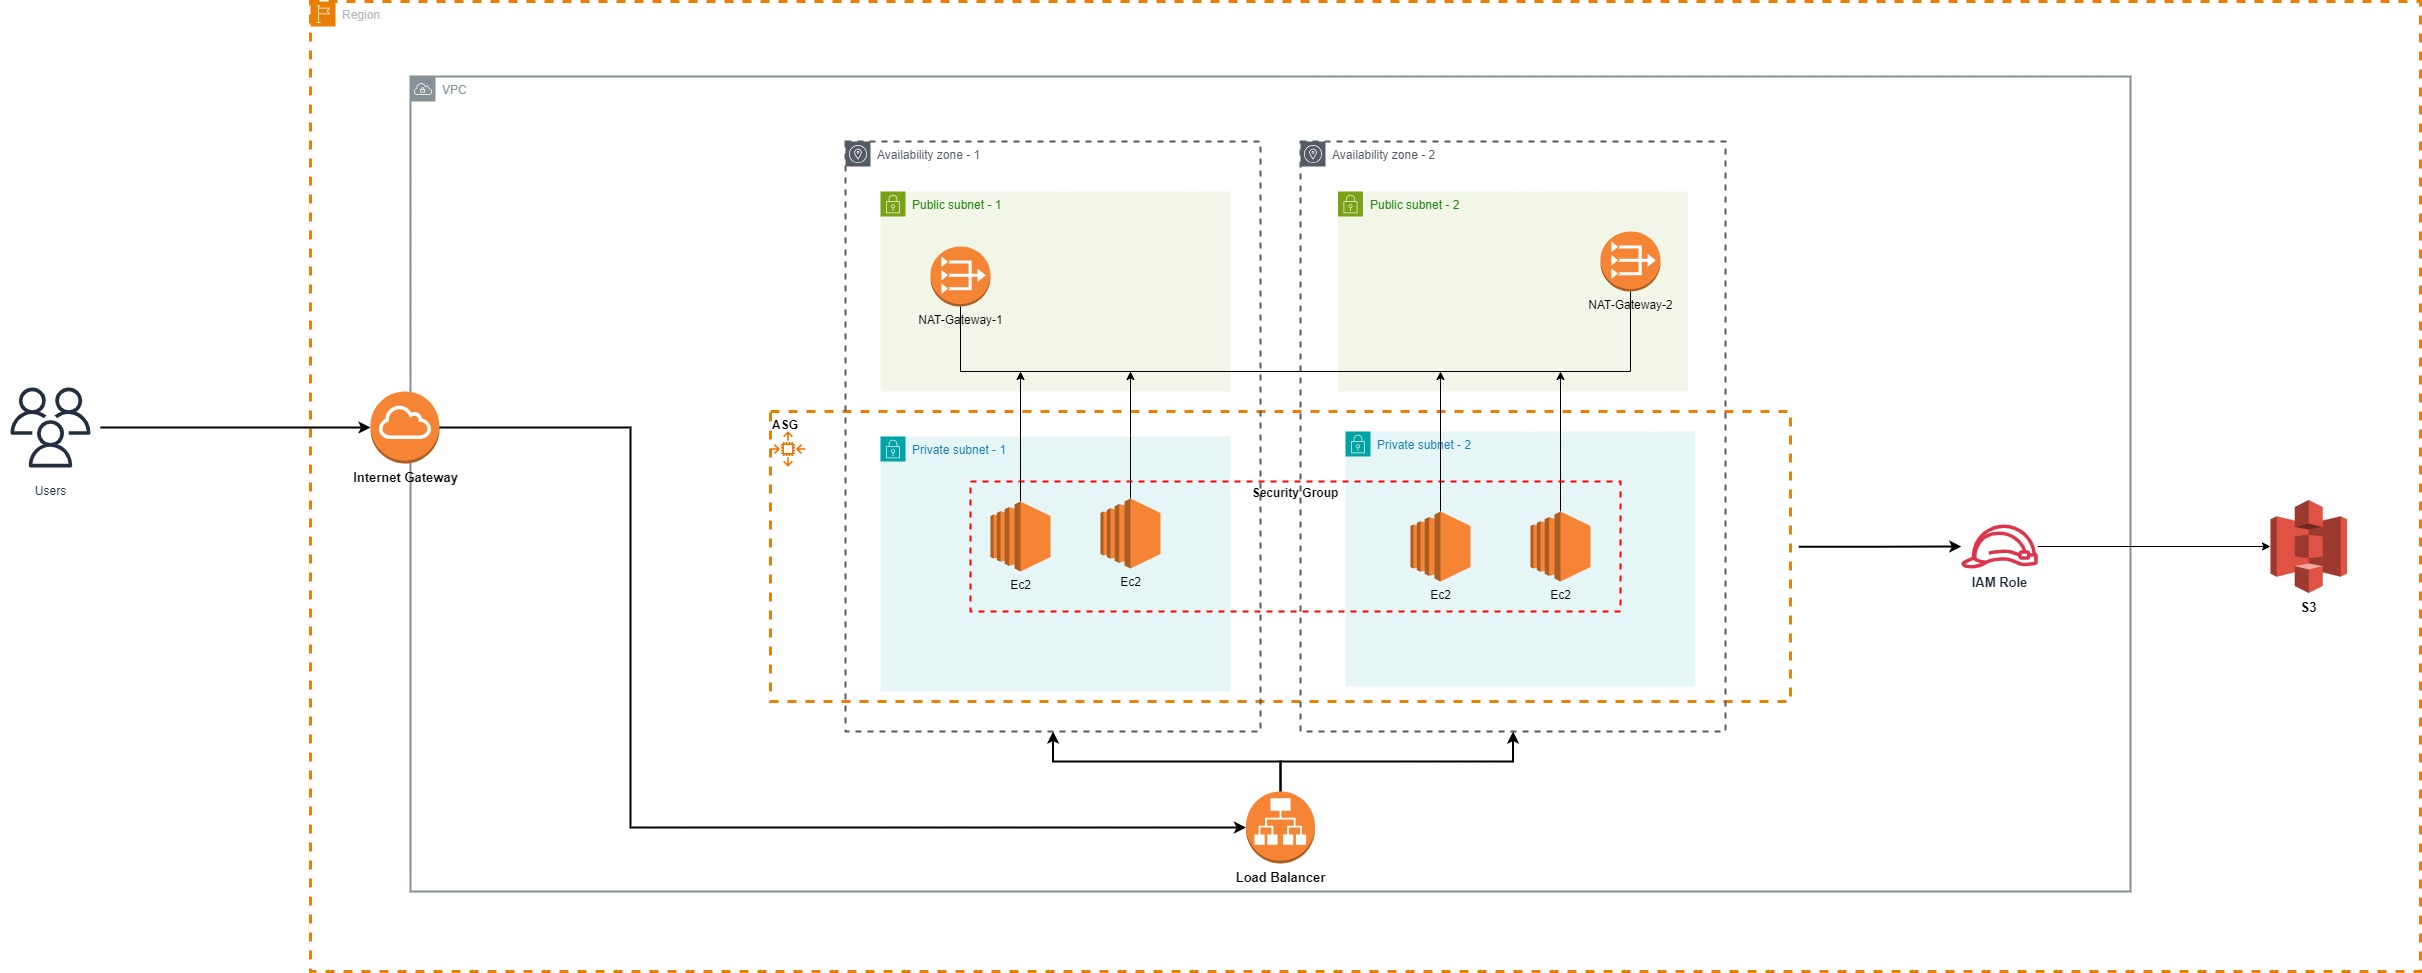 Region
VPC
Availability zone - 1
Availability zone - 2
Public subnet - 1
Public subnet - 2
NAT-Gateway-1
NAT-Gateway-2
ASG
Private subnet - 1
Private subnet - 2
Users
Internet Gateway
Security Group
Ec2
Ec2
Ec2
Ec2
IAM Role
S3
Load Balancer